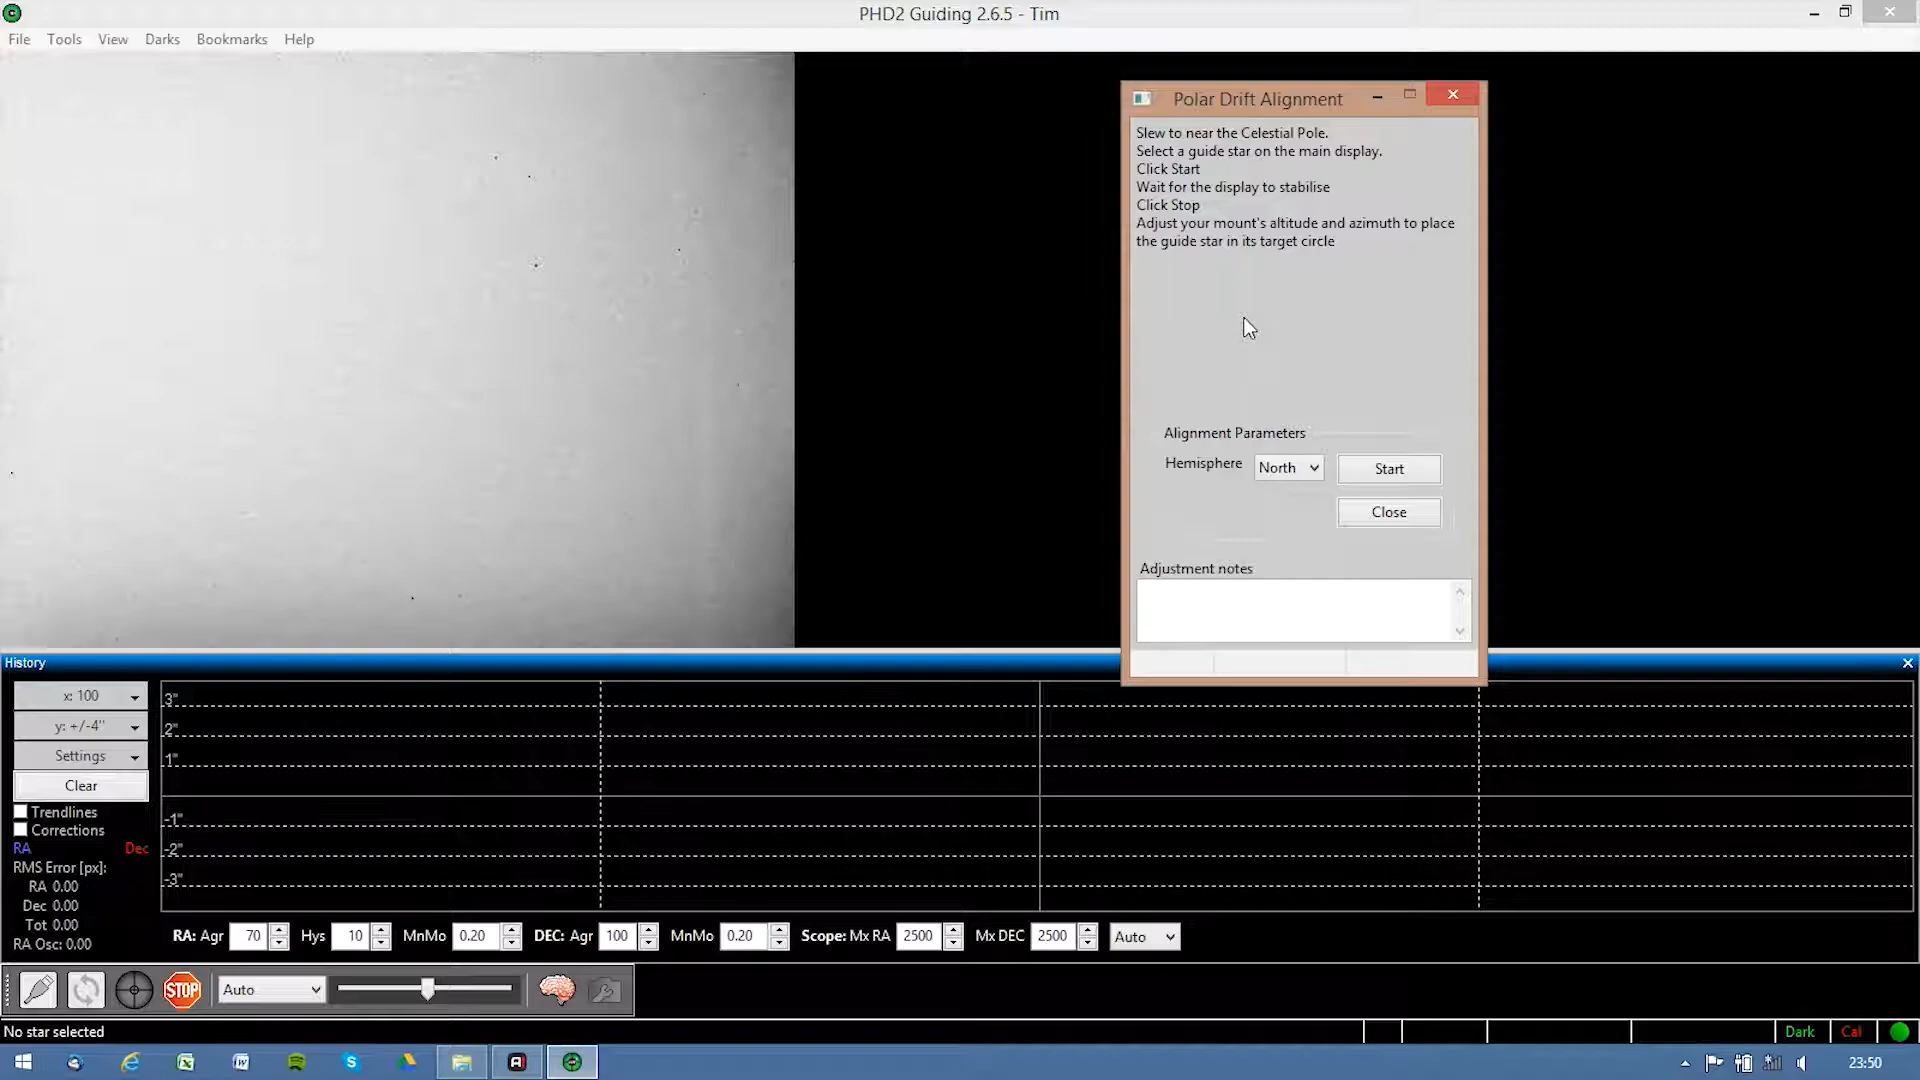 PHD2 Guiding 2.6.5 - Tim
File Tools View Darks Bookmarks Help
Polar Drift Alignment
Slew to near the Celestial Pole.
Select a guide star on the main display.
Click Start
Wait for the display to stabilise
Click Stop
Adjust your mount's altitude and azimuth to place
the guide star in its target circle
Alignment Parameters
Hemisphere North Start
Close
Adjustment notes
History
x: 100
y: +/-4"
Settings
Clear
Trendlines
Corrections
RA Dec
RMS Error [px]:
RA 0.00
Dec 0.00
Tot 0.00
RA Osc: 0.00
3"
2"
1"
-1"
-2"
-3"
RA: Agr 70 Hys 10 MnMo 0.20 DEC: Agr 100 MnMo 0.20 Scope: Mx RA 2500 Mx DEC 2500 Auto
STOP Auto
No star selected Dark Cal
23:50